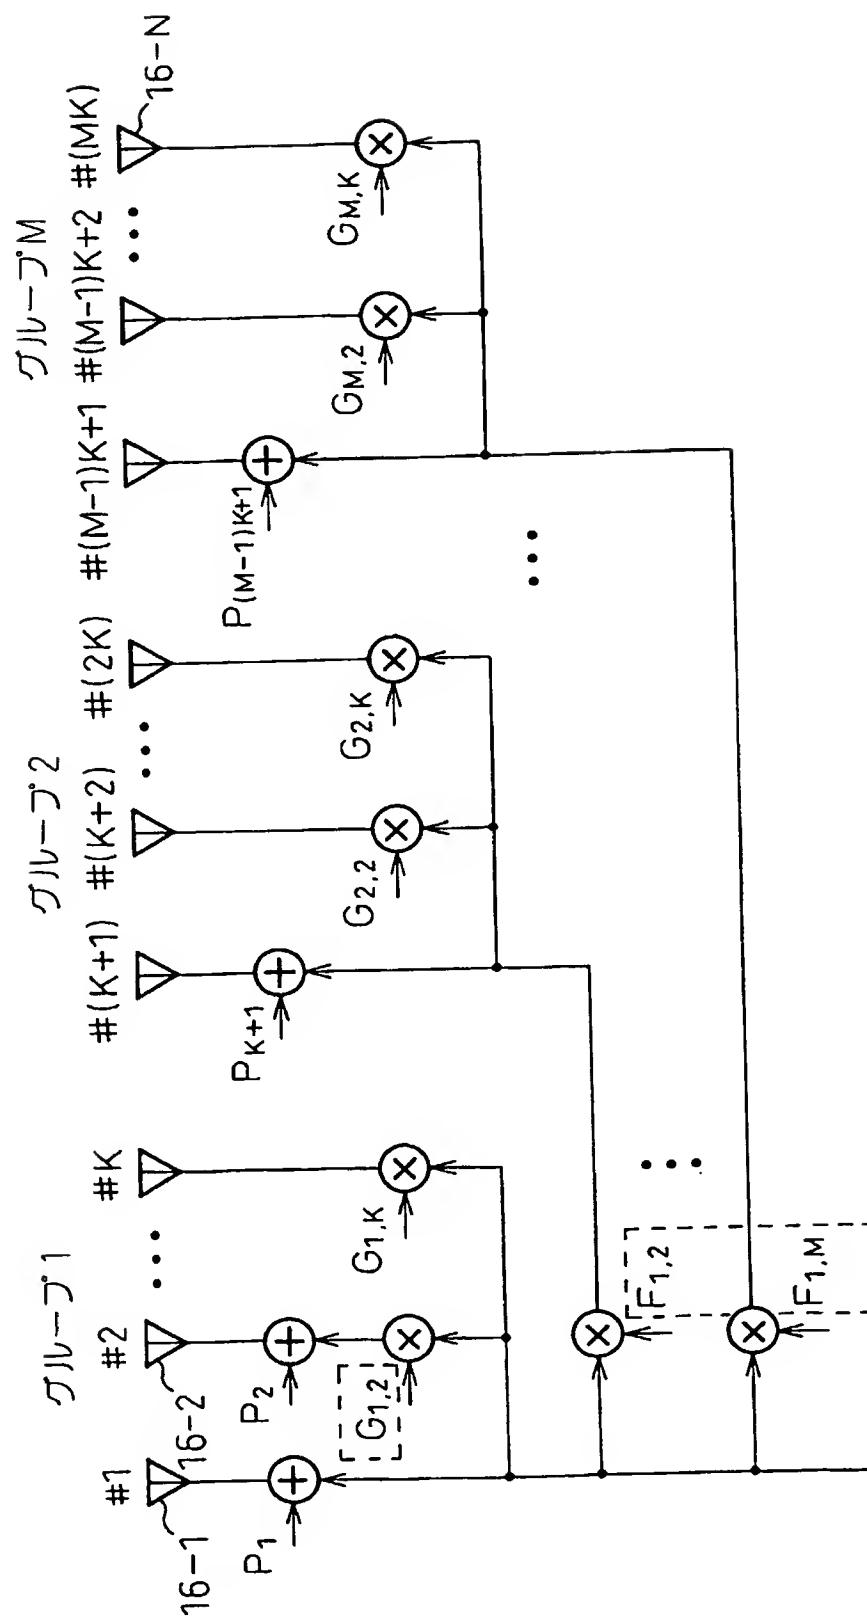 グループ1
グループ2
グループM
#1
#2
•••
#K
#(K+1)
#(K+2)
•••
#(2K)
#(M-1)K+1
#(M-1)K+2
•••
#(MK)
16-1
16-2
16-N
P1
P2
G1,2
G1,K
PK+1
G2,2
G2,K
P(M-1)K+1
GM,2
GM,K
•••
•••
F1,2
F1,M